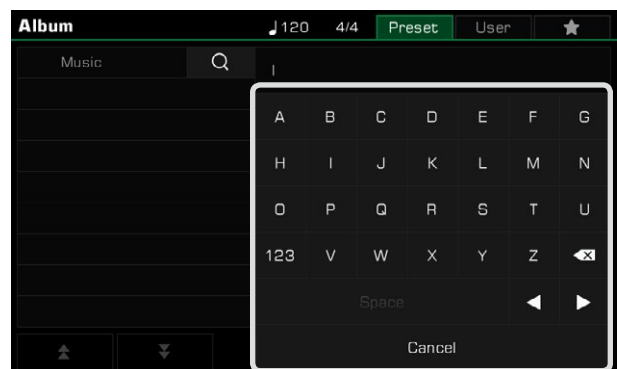 Album ♩120 4/4 Preset User ★
Music
A B C D E F G
H I J K L M N
O P Q R S T U
123 V W X Y Z
Space
Cancel